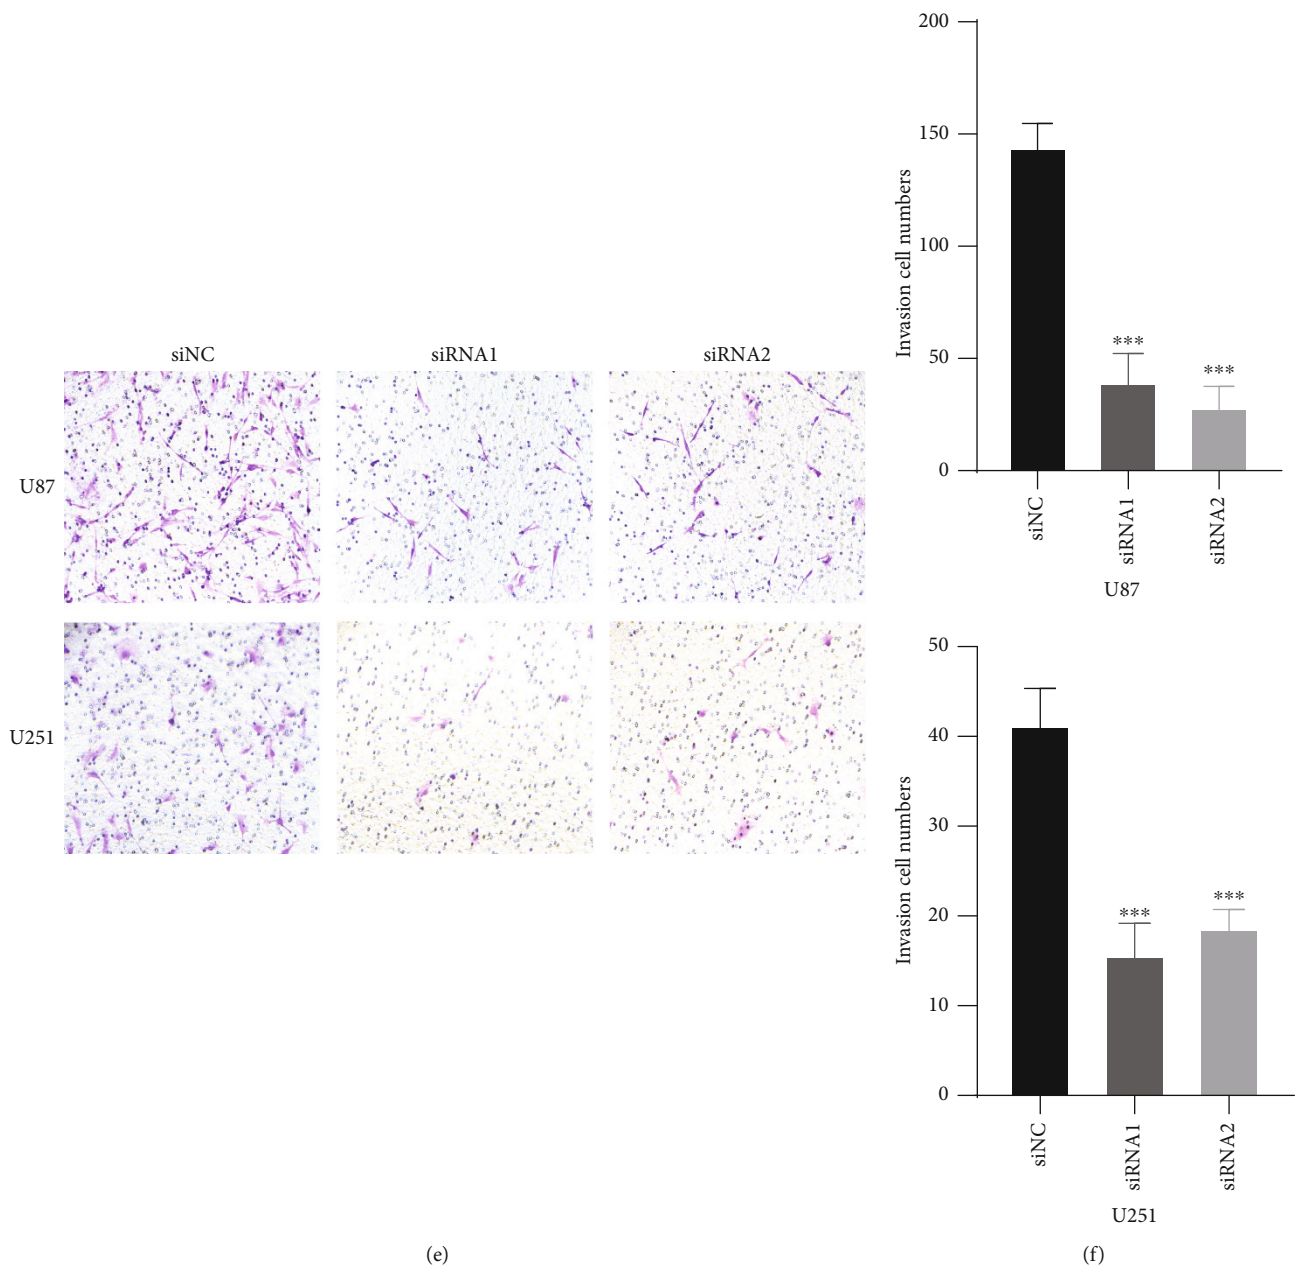 siNC siRNA1 siRNA2
U87
U251
(e)
200
150
100
50
0
Invasion cell numbers
***
***
siNC
siRNA1
siRNA2
U87
50
40
30
20
10
0
Invasion cell numbers
***
***
siNC
siRNA1
siRNA2
U251
(f)